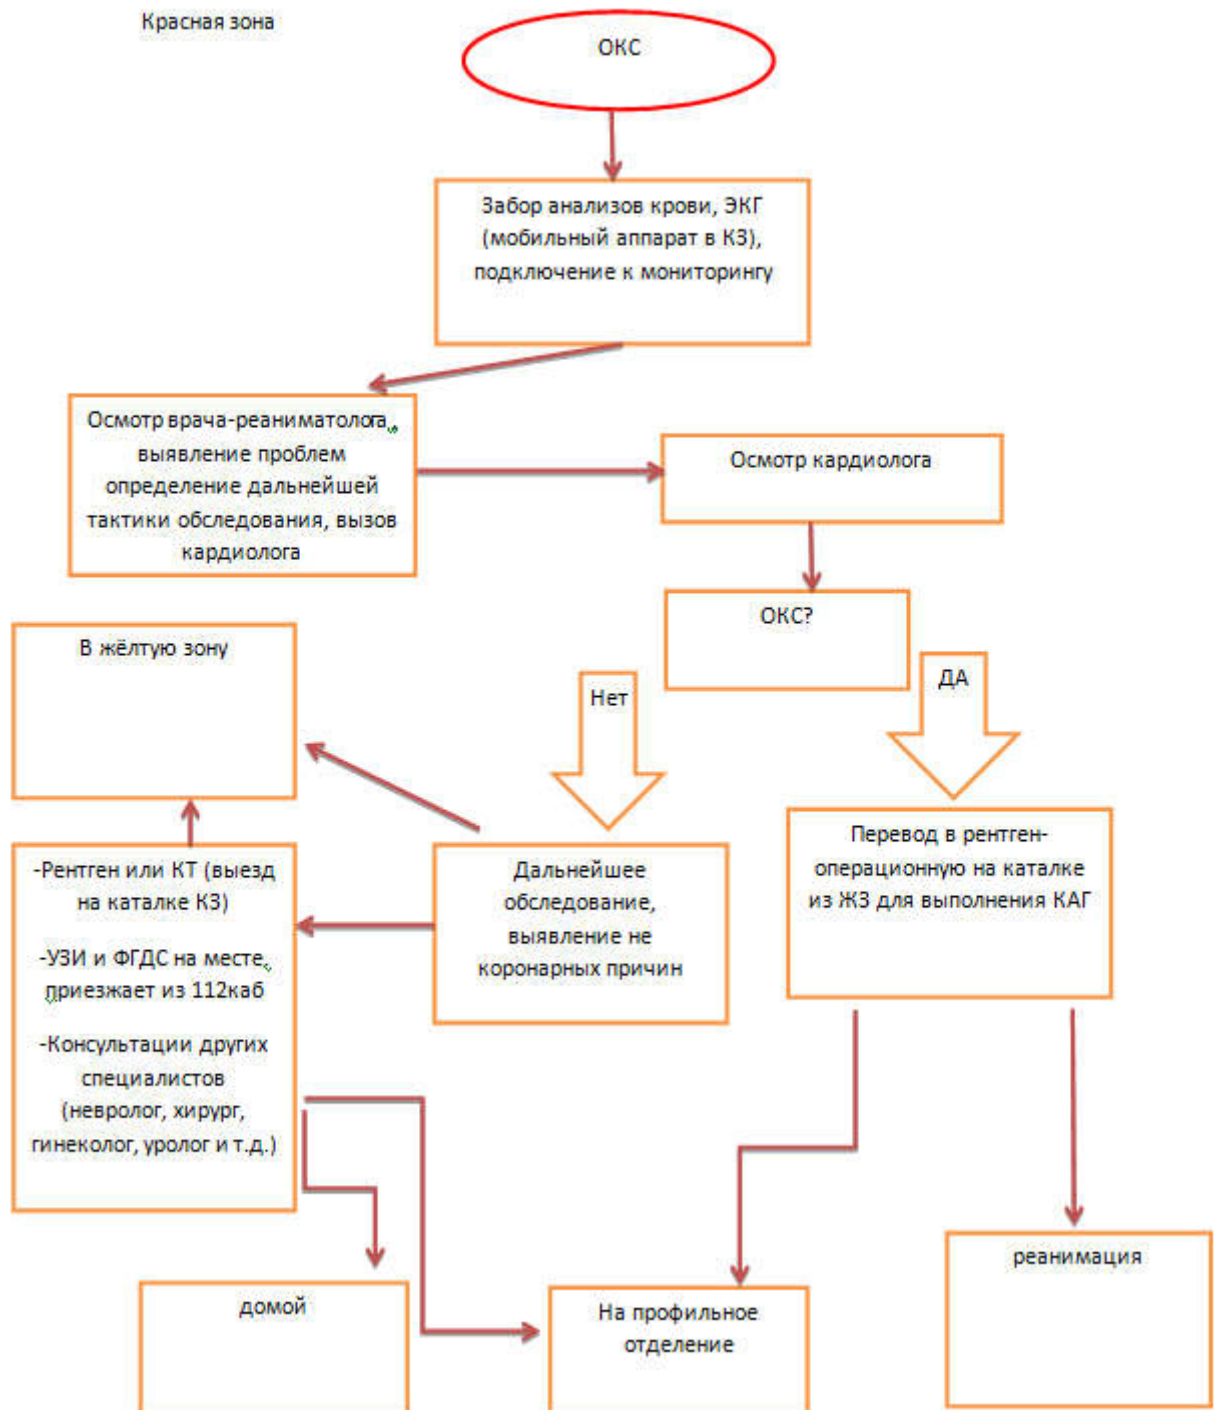 Красная зона
ОКС
Забор анализов крови, ЭКГ
(мобильный аппарат в КЗ),
подключение к мониторингу
Осмотр врача-реаниматолога,
выявление проблем
определение дальнейшей
тактики обследования, вызов
кардиолога
Осмотр кардиолога
ОКС?
В жёлтую зону
Нет
ДА
-Рентген или КТ (выезд
на каталке КЗ)
-УЗИ и ФГДС на месте,
приезжает из 112каб
-Консультации других
специалистов
(невролог, хирург,
гинеколог, уролог и т.д.)
Дальнейшее
обследование,
выявление не
коронарных причин
Перевод в рентген-
операционную на каталке
из ЖЗ для выполнения КАГ
домой
На профильное
отделение
реанимация